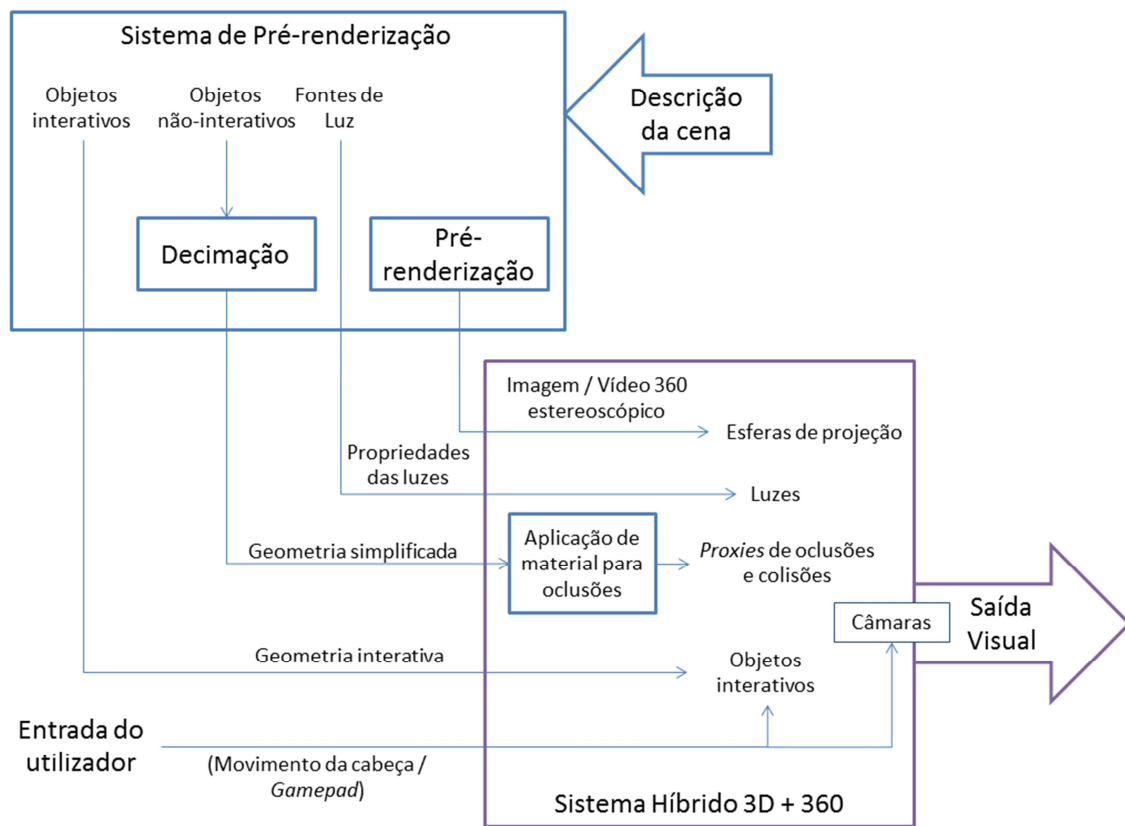 Sistema de Pré-renderização
Objetos
interativos
Objetos
não-interativos
Fontes de
Luz
Descrição
da cena
Decimação
Pré-
renderização
Imagem / Vídeo 360
estereoscópico
Esferas de projeção
Propriedades
das luzes
Luzes
Geometria simplificada
Aplicação de
material para
oclusões
Proxies de oclusões
e colisões
Câmaras
Saída
Visual
Geometria interativa
Objetos
interativos
Entrada do
utilizador
(Movimento da cabeça /
Gamepad)
Sistema Híbrido 3D + 360